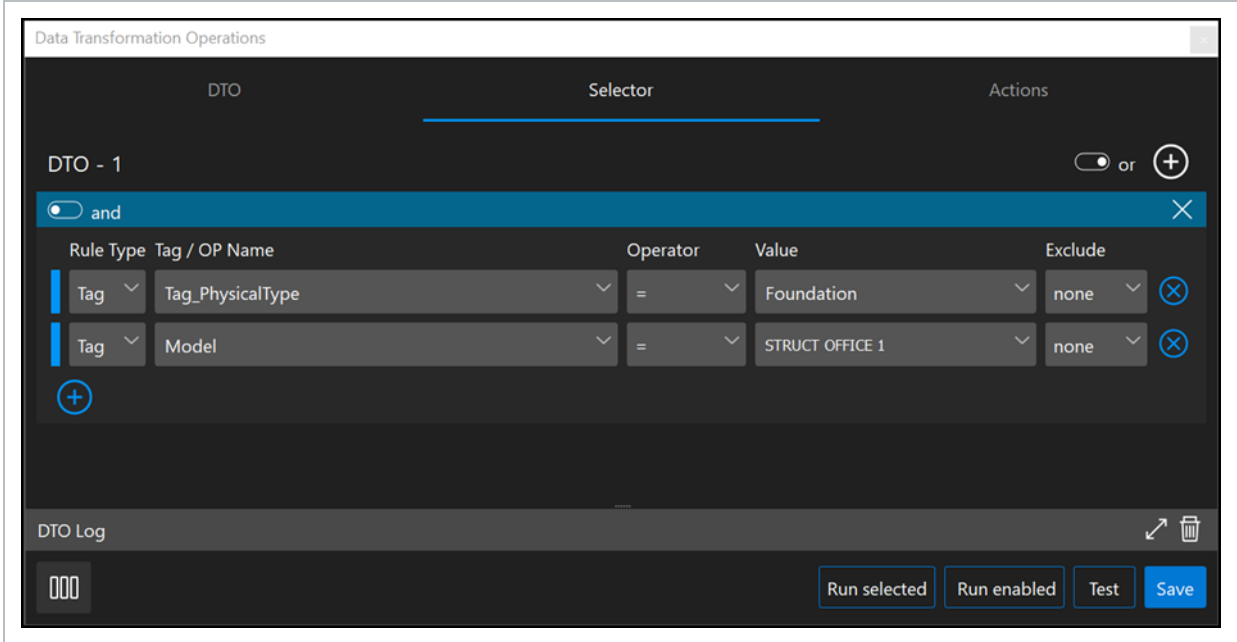 Data Transformation Operations
DTO Selector Actions
DTO - 1 or
and
Rule Type Tag / OP Name Operator Value Exclude
Tag Tag_PhysicalType = Foundation none
Tag Model = STRUCT OFFICE 1 none
DTO Log
Run selected Run enabled Test Save